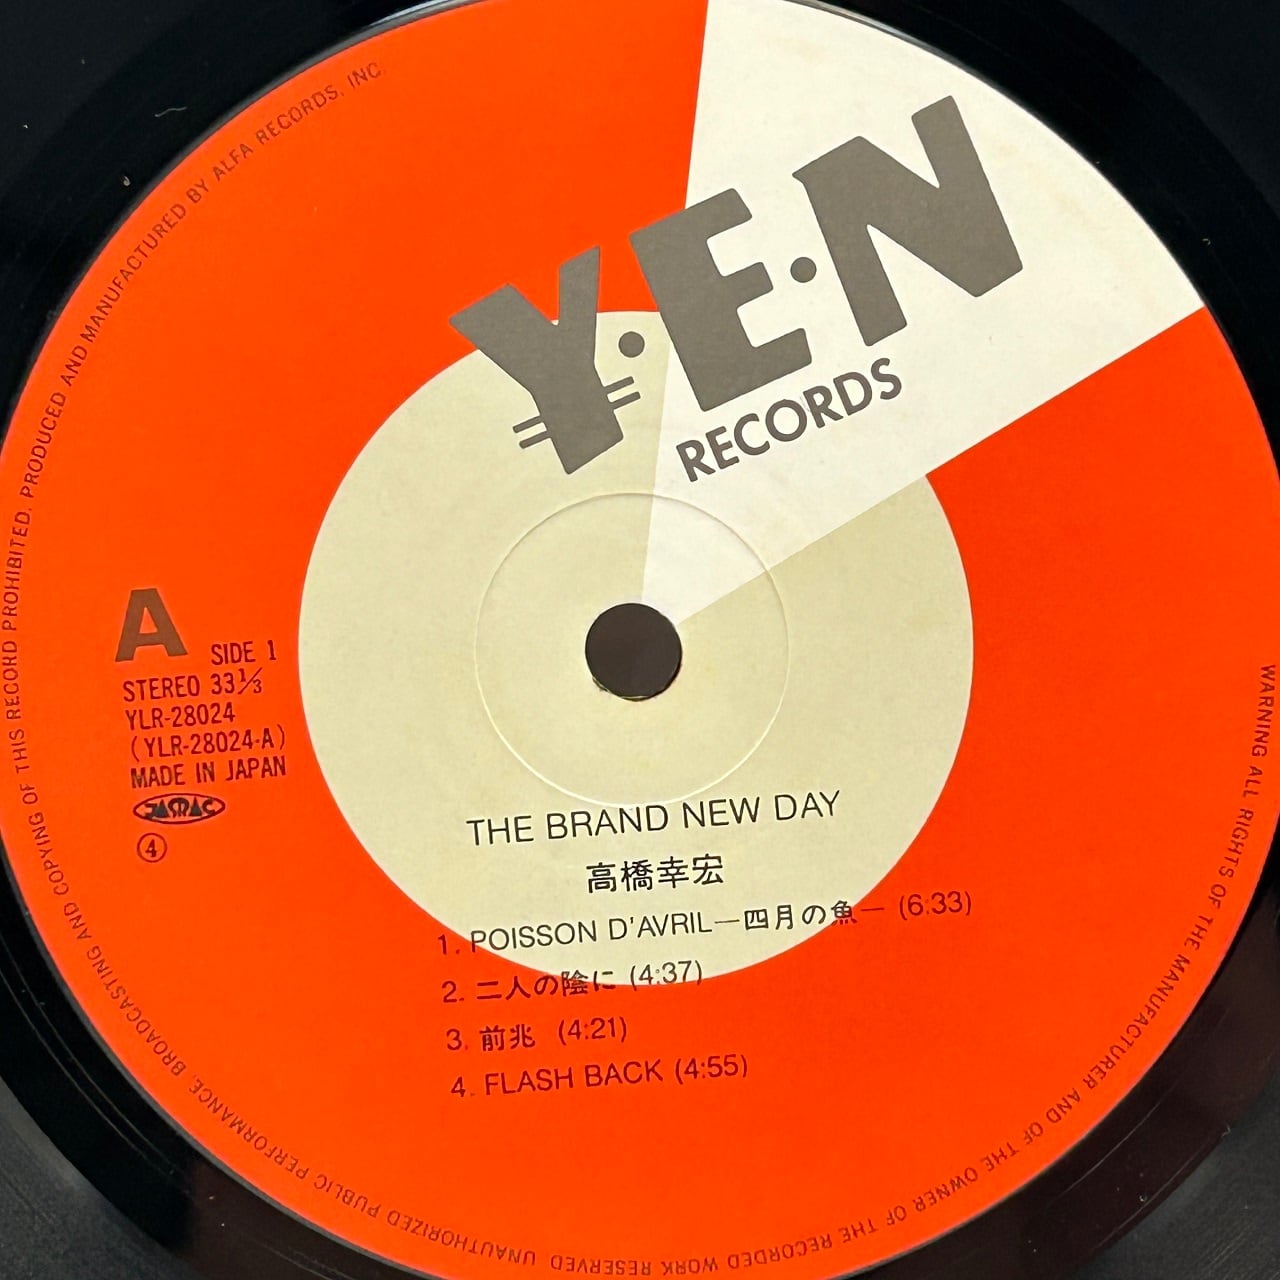 Y·E·N
RECORDS
A
SIDE 1
STEREO 33⅓
YLR-28024
(YLR-28024-A)
MADE IN JAPAN
JASRAC
④
THE BRAND NEW DAY
高橋幸宏
1. POISSON D'AVRIL—四月の魚— (6:33)
2. 二人の陰に (4:37)
3. 前兆 (4:21)
4. FLASH BACK (4:55)
WARNING ALL RIGHTS OF THE MANUFACTURER AND OF THE OWNER OF THE RECORDED WORK RESERVED UNAUTHORIZED PUBLIC PERFORMANCE BROADCASTING AND COPYING OF THIS RECORD PROHIBITED. PRODUCED AND MANUFACTURED BY ALFA RECORDS, INC.